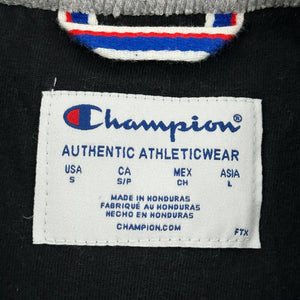 Champion
AUTHENTIC ATHLETICWEAR
USA CA MEX ASIA
S S/P CH L
MADE IN HONDURAS
FABRIQUÉ AU HONDURAS
HECHO EN HONDURAS
CHAMPION.COM
FTX